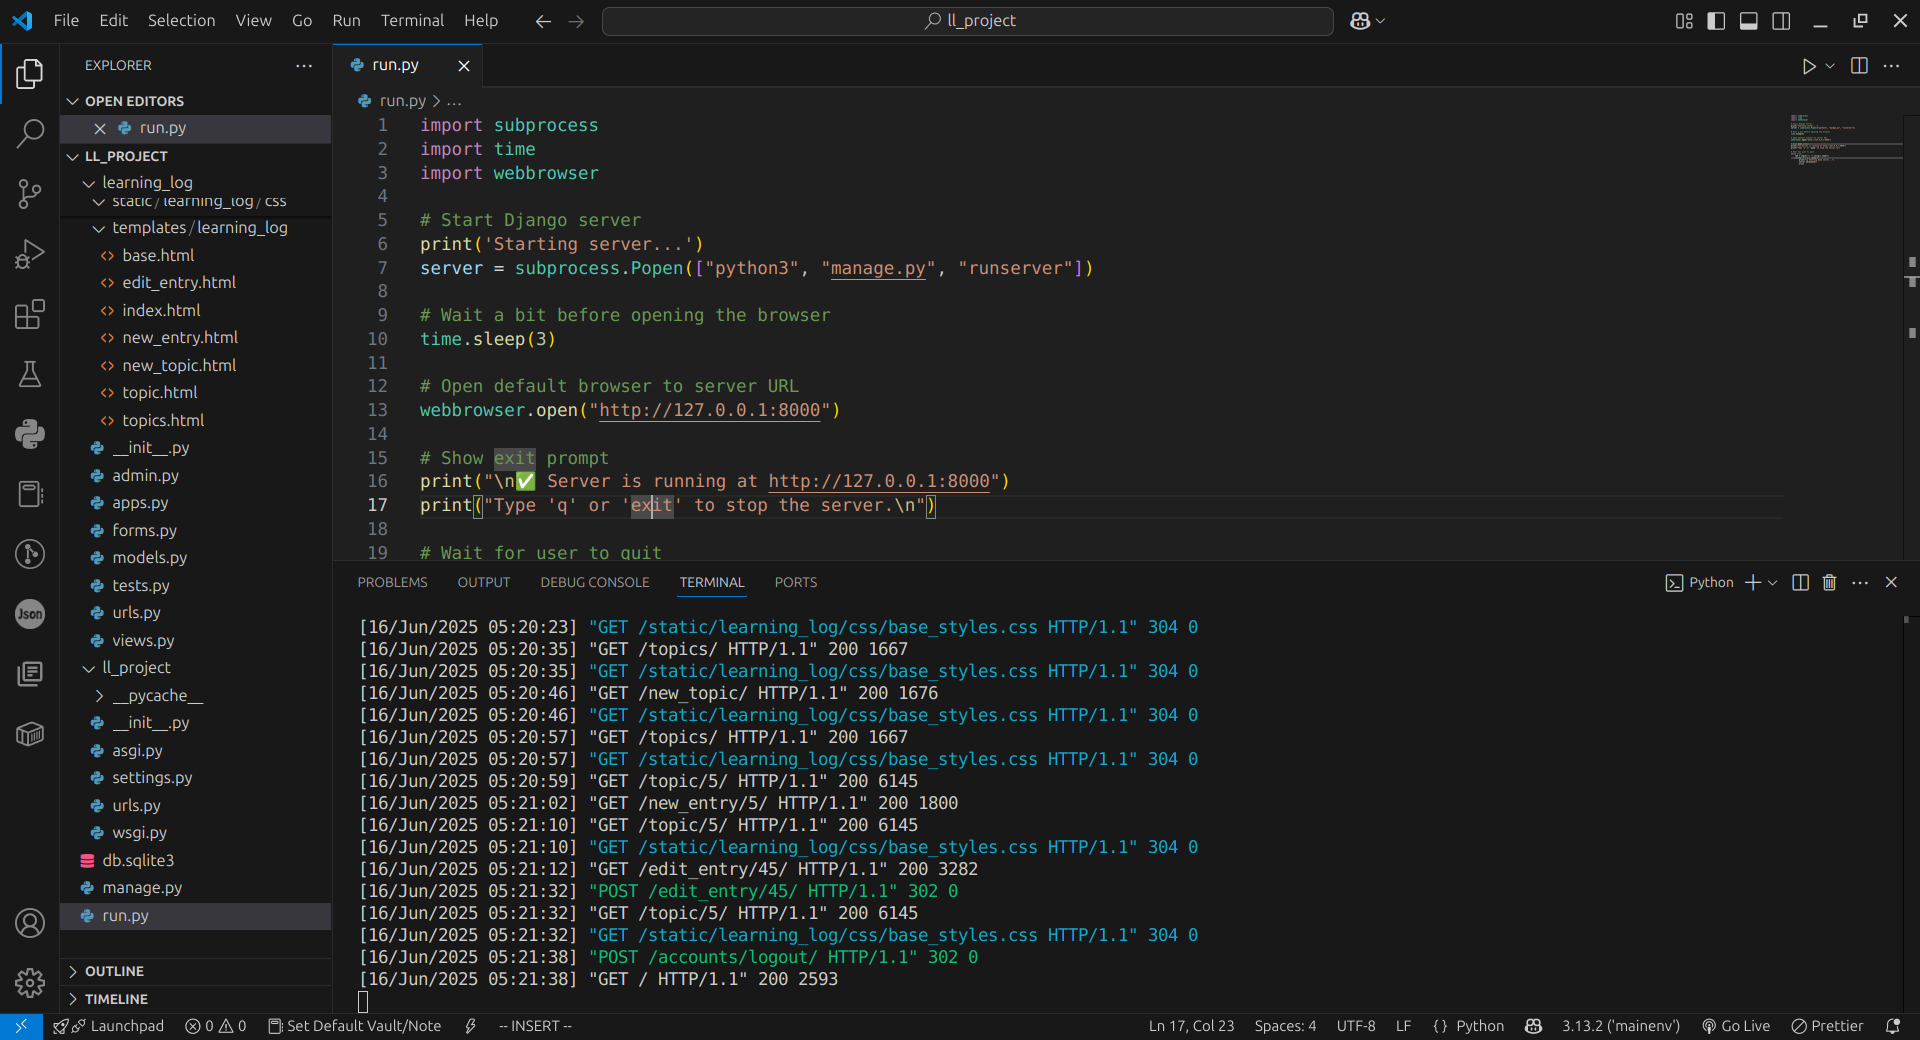 File Edit Selection View Go Run Terminal Help
ll_project
EXPLORER
OPEN EDITORS
run.py
LL_PROJECT
learning_log
static / learning_log / css
templates / learning_log
base.html
edit_entry.html
index.html
new_entry.html
new_topic.html
topic.html
topics.html
__init__.py
admin.py
apps.py
forms.py
models.py
tests.py
urls.py
views.py
ll_project
__pycache__
__init__.py
asgi.py
settings.py
urls.py
wsgi.py
db.sqlite3
manage.py
run.py
OUTLINE
TIMELINE
Json
run.py
run.py > ...
1 import subprocess
2 import time
3 import webbrowser
4
5 # Start Django server
6 print('Starting server...')
7 server = subprocess.Popen(["python3", "manage.py", "runserver"])
8
9 # Wait a bit before opening the browser
10 time.sleep(3)
11
12 # Open default browser to server URL
13 webbrowser.open("http://127.0.0.1:8000")
14
15 # Show exit prompt
16 print("\n✅ Server is running at http://127.0.0.1:8000")
17 print("Type 'q' or 'exit' to stop the server.\n")
18
19 # Wait for user to quit
PROBLEMS OUTPUT DEBUG CONSOLE TERMINAL PORTS
Python
[16/Jun/2025 05:20:23] "GET /static/learning_log/css/base_styles.css HTTP/1.1" 304 0
[16/Jun/2025 05:20:35] "GET /topics/ HTTP/1.1" 200 1667
[16/Jun/2025 05:20:35] "GET /static/learning_log/css/base_styles.css HTTP/1.1" 304 0
[16/Jun/2025 05:20:46] "GET /new_topic/ HTTP/1.1" 200 1676
[16/Jun/2025 05:20:46] "GET /static/learning_log/css/base_styles.css HTTP/1.1" 304 0
[16/Jun/2025 05:20:57] "GET /topics/ HTTP/1.1" 200 1667
[16/Jun/2025 05:20:57] "GET /static/learning_log/css/base_styles.css HTTP/1.1" 304 0
[16/Jun/2025 05:20:59] "GET /topic/5/ HTTP/1.1" 200 6145
[16/Jun/2025 05:21:02] "GET /new_entry/5/ HTTP/1.1" 200 1800
[16/Jun/2025 05:21:10] "GET /topic/5/ HTTP/1.1" 200 6145
[16/Jun/2025 05:21:10] "GET /static/learning_log/css/base_styles.css HTTP/1.1" 304 0
[16/Jun/2025 05:21:12] "GET /edit_entry/45/ HTTP/1.1" 200 3282
[16/Jun/2025 05:21:32] "POST /edit_entry/45/ HTTP/1.1" 302 0
[16/Jun/2025 05:21:32] "GET /topic/5/ HTTP/1.1" 200 6145
[16/Jun/2025 05:21:32] "GET /static/learning_log/css/base_styles.css HTTP/1.1" 304 0
[16/Jun/2025 05:21:38] "POST /accounts/logout/ HTTP/1.1" 302 0
[16/Jun/2025 05:21:38] "GET / HTTP/1.1" 200 2593
Launchpad 0 0 Set Default Vault/Note -- INSERT -- Ln 17, Col 23 Spaces: 4 UTF-8 LF {} Python 3.13.2 ('mainenv') Go Live Prettier